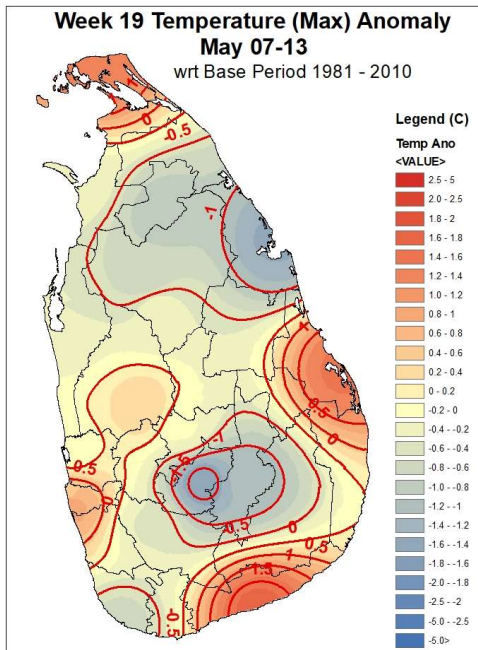 Week 19 Temperature (Max) Anomaly
May 07-13
wrt Base Period 1981 - 2010
Legend (C)
Temp Ano
<VALUE>
2.5 - 5
2.0 - 2.5
1.8 - 2
1.6 - 1.8
1.4 - 1.6
1.2 - 1.4
1.0 - 1.2
0.8 - 1
0.6 - 0.8
0.4 - 0.6
0.2 - 0.4
0 - 0.2
-0.2 - 0
-0.4 - -0.2
-0.6 - -0.4
-0.8 - -0.6
-1.0 - -0.8
-1.2 - -1
-1.4 - -1.2
-1.6 - -1.4
-1.8 - -1.6
-2.0 - -1.8
-2.5 - -2
-5.0 - -2.5
-5.0>
1
0
-0.5
-1
1
0.5
0
-1
-1.5
0.5
0
-0.5
0
0.5
1
1.5
-0.5